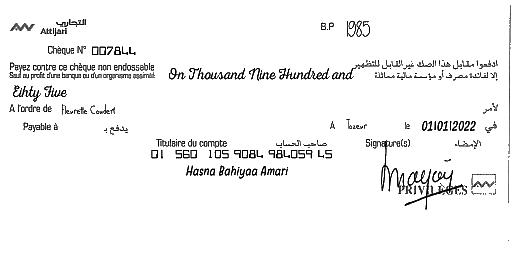 التجاري
Attijari
B.P 1985
Chèque N° 007844
Payez contre ce chèque non endossable
ادفعوا مقابل هذا الصك غير القابل للتظهير
Sauf au profit d'une banque ou d'un organisme assimilé
On Thousand Nine Hundred and
إلا لفائدة مصرف أو مؤسسة مالية مماثلة
Eihty Five
A l'ordre de Fleurette Coudert
لأمر
Payable à
يدفع بـ
A Tozeur le 01/01/2022 في
Titulaire du compte صاحب الحساب
Signature(s) الإمضاء
01 560 105 9084 984059 45
Hasna Bahiyaa Amari
PRIVILÈGES